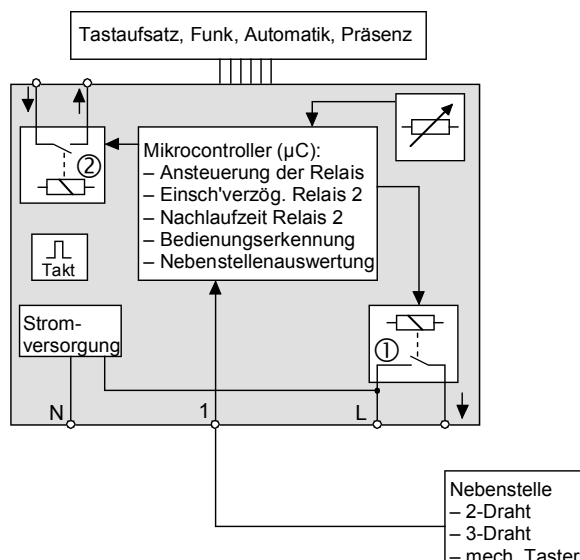 Tastaufsatz, Funk, Automatik, Präsenz
②
Mikrocontroller (µC):
– Ansteuerung der Relais
– Einsch'verzög. Relais 2
– Nachlaufzeit Relais 2
– Bedienungserkennung
– Nebenstellenauswertung
Takt
Strom-
versorgung
①
N
1
L
Nebenstelle
– 2-Draht
– 3-Draht
– mech. Taster